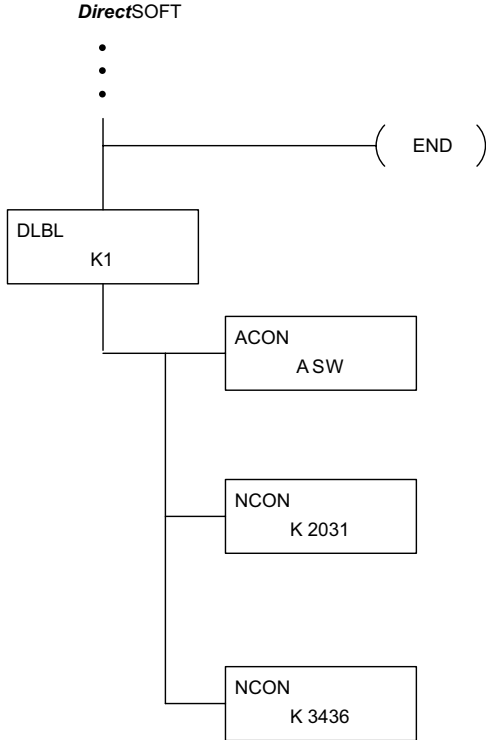 DirectSOFT
END
DLBL
K1
ACON
A SW
NCON
K 2031
NCON
K 3436